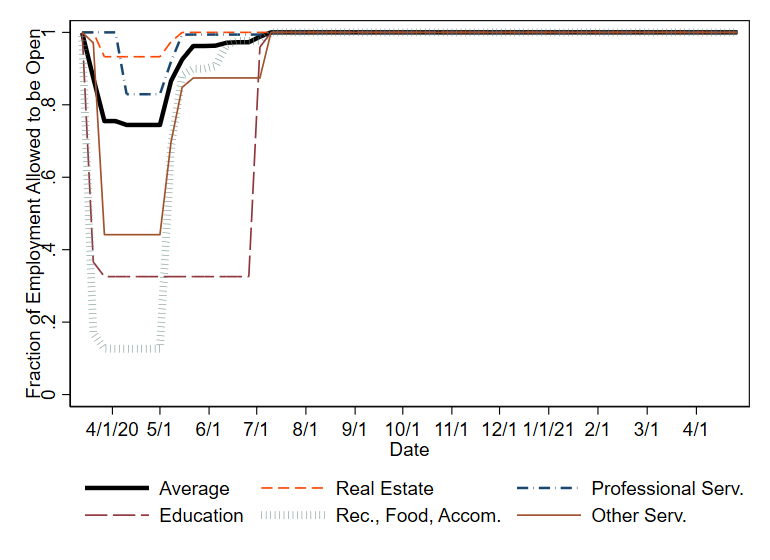 Fraction of Employment Allowed to be Open
1
.8
.6
.4
.2
0
4/1/20 5/1 6/1 7/1 8/1 9/1 10/1 11/1 12/1 1/1/21 2/1 3/1 4/1
Date
Average Real Estate Professional Serv.
Education Rec., Food, Accom. Other Serv.